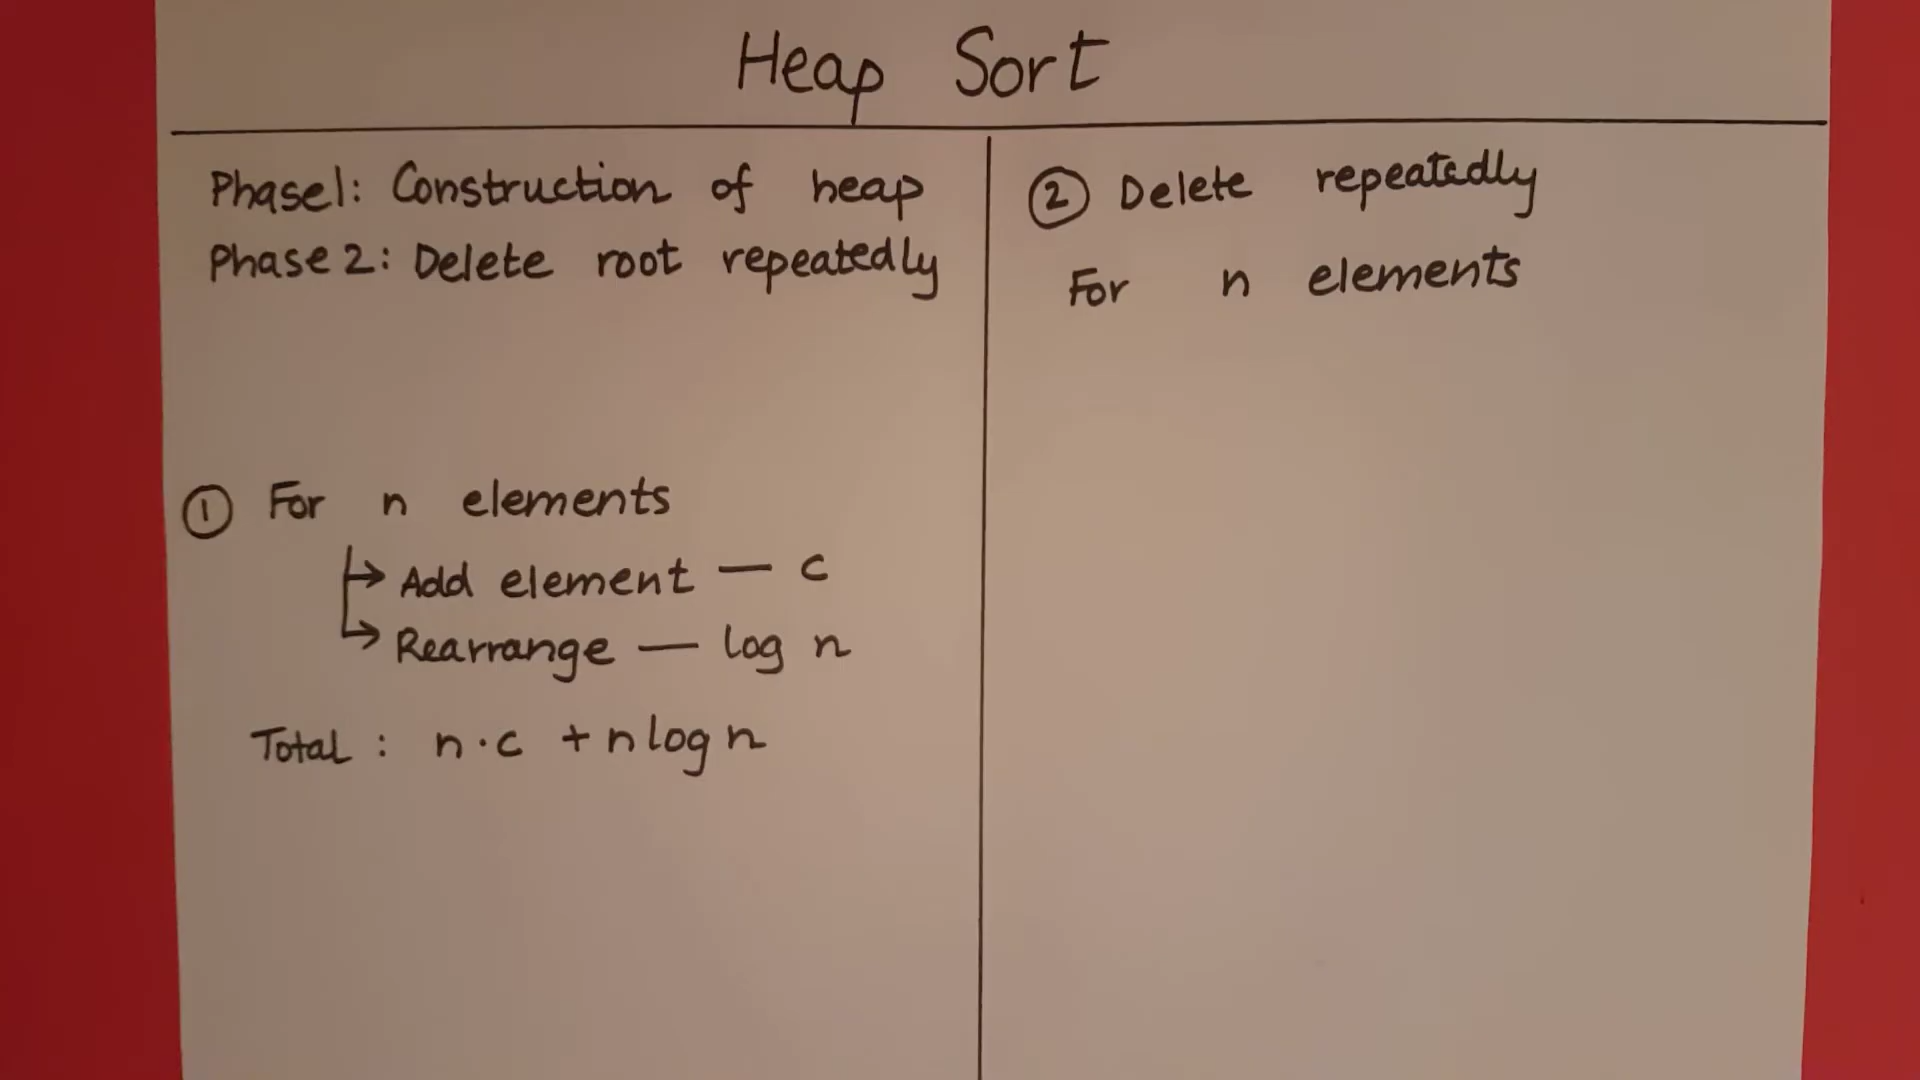 Heap Sort
Phase1: Construction of heap
Phase 2: Delete root repeatedly
① For n elements
↳ Add element — c
↳ Rearrange — log n
Total : n·c + n log n
② Delete repeatedly
For n elements